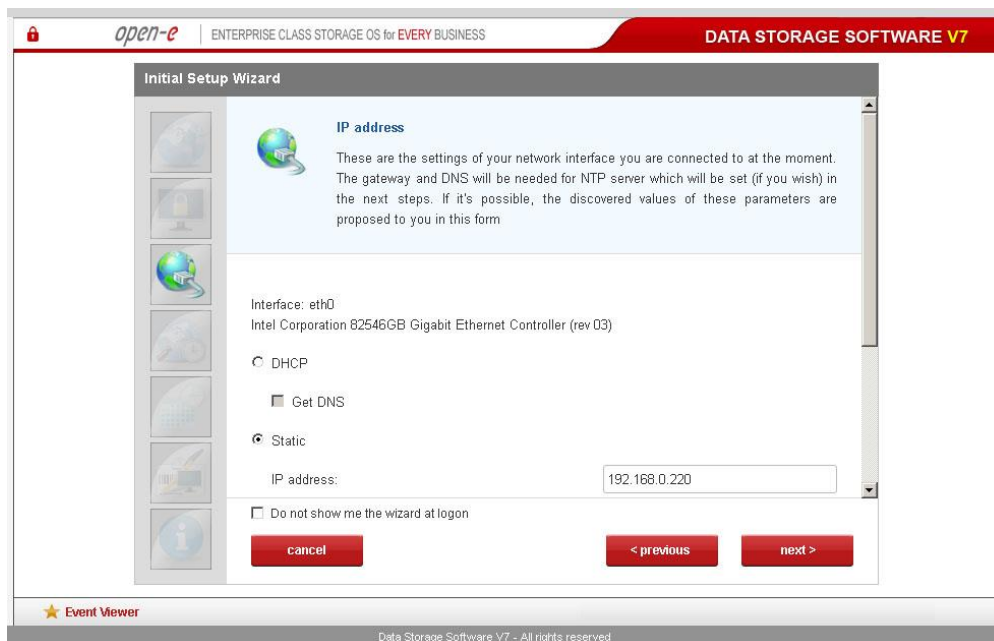 open-e ENTERPRISE CLASS STORAGE OS for EVERY BUSINESS DATA STORAGE SOFTWARE V7
Initial Setup Wizard
IP address
These are the settings of your network interface you are connected to at the moment.
The gateway and DNS will be needed for NTP server which will be set (if you wish) in
the next steps. If it's possible, the discovered values of these parameters are
proposed to you in this form
Interface: eth0
Intel Corporation 82546GB Gigabit Ethernet Controller (rev 03)
DHCP
Get DNS
Static
IP address: 192.168.0.220
Do not show me the wizard at logon
cancel < previous next >
Event Viewer
Data Storage Software V7 - All rights reserved